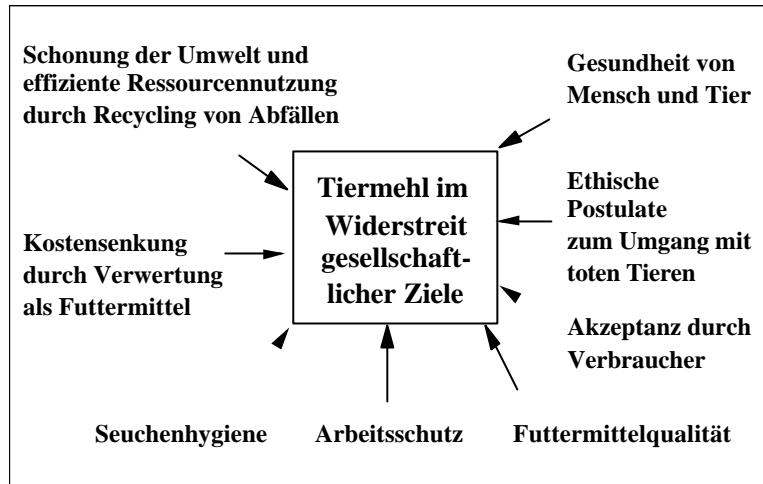 Schonung der Umwelt und
effiziente Ressourcennutzung
durch Recycling von Abfällen
Gesundheit von
Mensch und Tier
Tiermehl im
Widerstreit
gesellschaft-
licher Ziele
Ethische
Postulate
zum Umgang mit
toten Tieren
Kostensenkung
durch Verwertung
als Futtermittel
Akzeptanz durch
Verbraucher
Seuchenhygiene
Arbeitsschutz
Futtermittelqualität